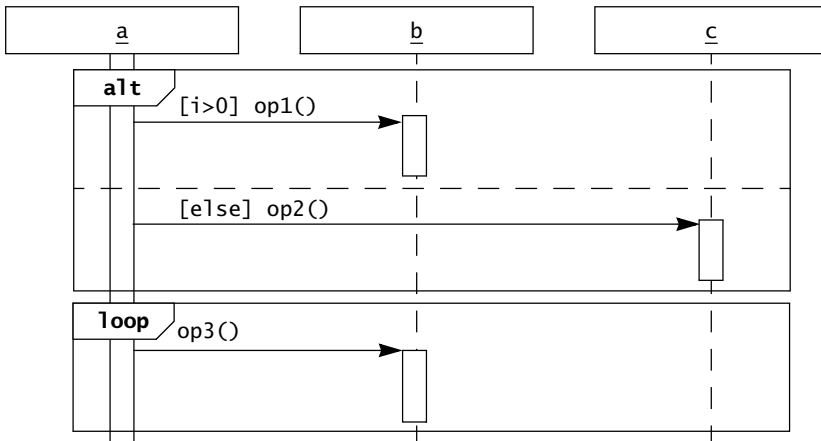 a
b
c
alt
[i>0] op1()
[else] op2()
loop
op3()